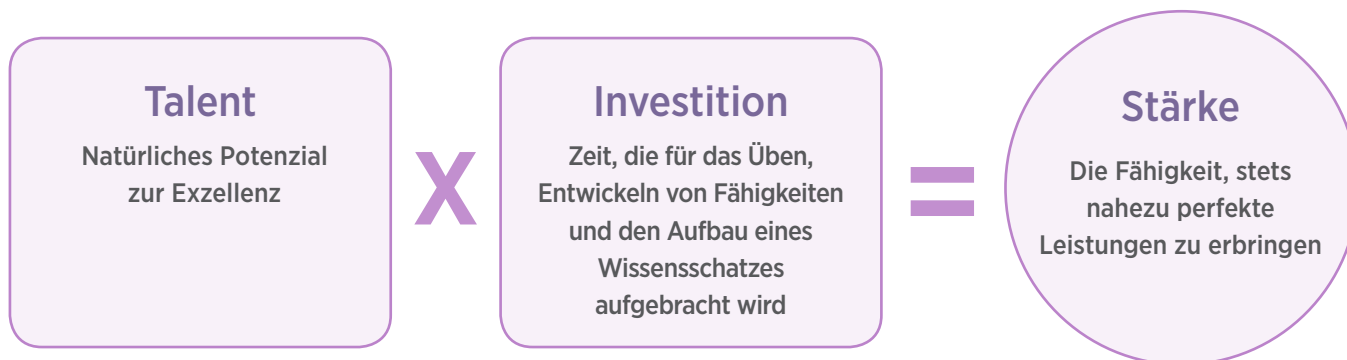 Talent
Natürliches Potenzial
zur Exzellenz
X
Investition
Zeit, die für das Üben,
Entwickeln von Fähigkeiten
und den Aufbau eines
Wissensschatzes
aufgebracht wird
=
Stärke
Die Fähigkeit, stets
nahezu perfekte
Leistungen zu erbringen